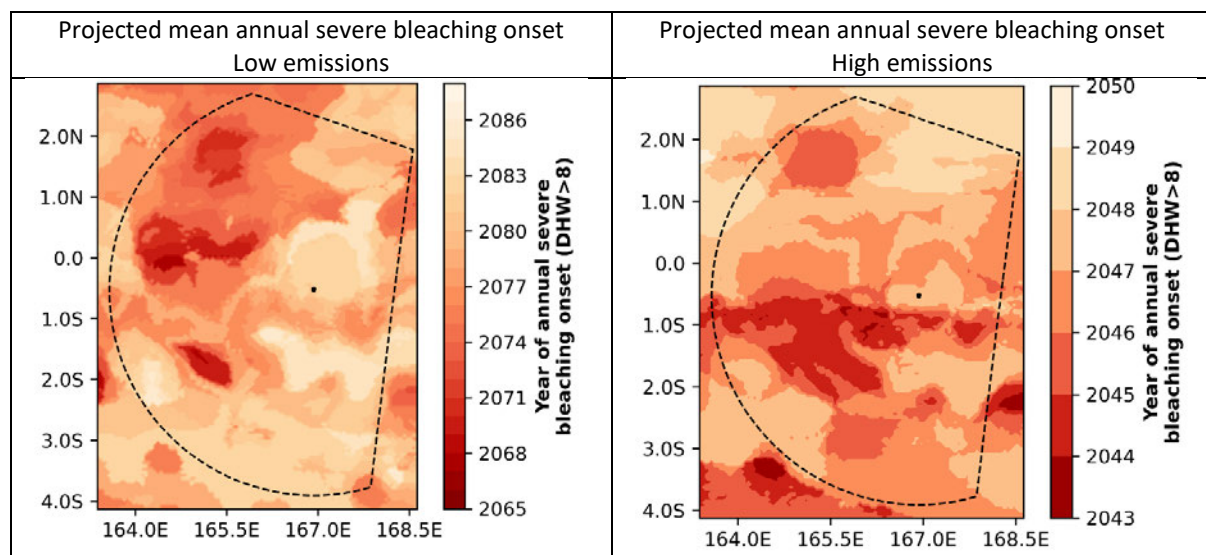 Projected mean annual severe bleaching onset
Low emissions
Projected mean annual severe bleaching onset
High emissions
2.0N
1.0N
0.0
1.0S
2.0S
3.0S
4.0S
164.0E
165.5E
167.0E
168.5E
2086
2083
2080
2077
2074
2071
2068
2065
Year of annual severe
bleaching onset (DHW>8)
2.0N
1.0N
0.0
1.0S
2.0S
3.0S
4.0S
164.0E
165.5E
167.0E
168.5E
2050
2049
2048
2047
2046
2045
2044
2043
Year of annual severe
bleaching onset (DHW>8)